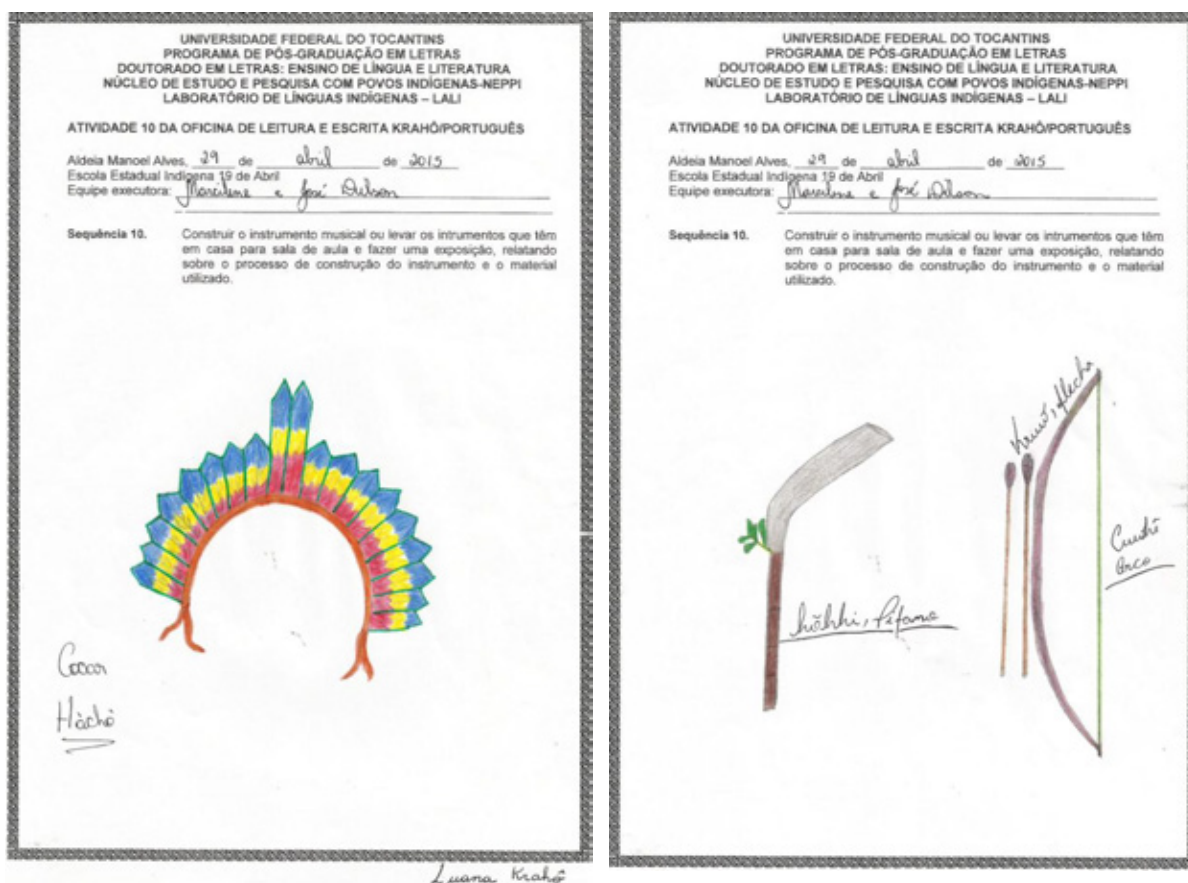 UNIVERSIDADE FEDERAL DO TOCANTINS
PROGRAMA DE PÓS-GRADUAÇÃO EM LETRAS
DOUTORADO EM LETRAS: ENSINO DE LÍNGUA E LITERATURA
NÚCLEO DE ESTUDO E PESQUISA COM POVOS INDÍGENAS-NEPPI
LABORATÓRIO DE LÍNGUAS INDÍGENAS – LALI
ATIVIDADE 10 DA OFICINA DE LEITURA E ESCRITA KRAHÔ/PORTUGUÊS
Aldeia Manoel Alves, 29 de abril de 2015
Escola Estadual Indígena 19 de Abril
Equipe executora: Marcilene e José Dilson
Sequência 10. Construir o instrumento musical ou levar os intrumentos que têm
em casa para sala de aula e fazer uma exposição, relatando
sobre o processo de construção do instrumento e o material
utilizado.
Cocar
Luana Krahô
UNIVERSIDADE FEDERAL DO TOCANTINS
PROGRAMA DE PÓS-GRADUAÇÃO EM LETRAS
DOUTORADO EM LETRAS: ENSINO DE LÍNGUA E LITERATURA
NÚCLEO DE ESTUDO E PESQUISA COM POVOS INDÍGENAS-NEPPI
LABORATÓRIO DE LÍNGUAS INDÍGENAS – LALI
ATIVIDADE 10 DA OFICINA DE LEITURA E ESCRITA KRAHÔ/PORTUGUÊS
Aldeia Manoel Alves, 29 de abril de 2015
Escola Estadual Indígena 19 de Abril
Equipe executora: Marcilene e José Dilson
Sequência 10. Construir o instrumento musical ou levar os intrumentos que têm
em casa para sala de aula e fazer uma exposição, relatando
sobre o processo de construção do instrumento e o material
utilizado.
flecha
arco